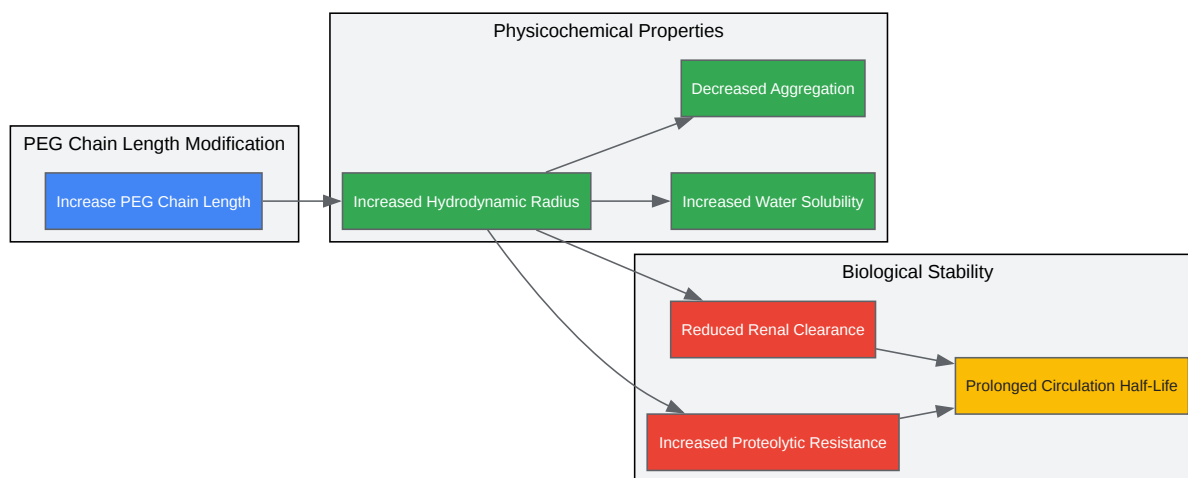 Physicochemical Properties
Decreased Aggregation
PEG Chain Length Modification
Increase PEG Chain Length
Increased Hydrodynamic Radius
Increased Water Solubility
Biological Stability
Reduced Renal Clearance
Prolonged Circulation Half-Life
Increased Proteolytic Resistance